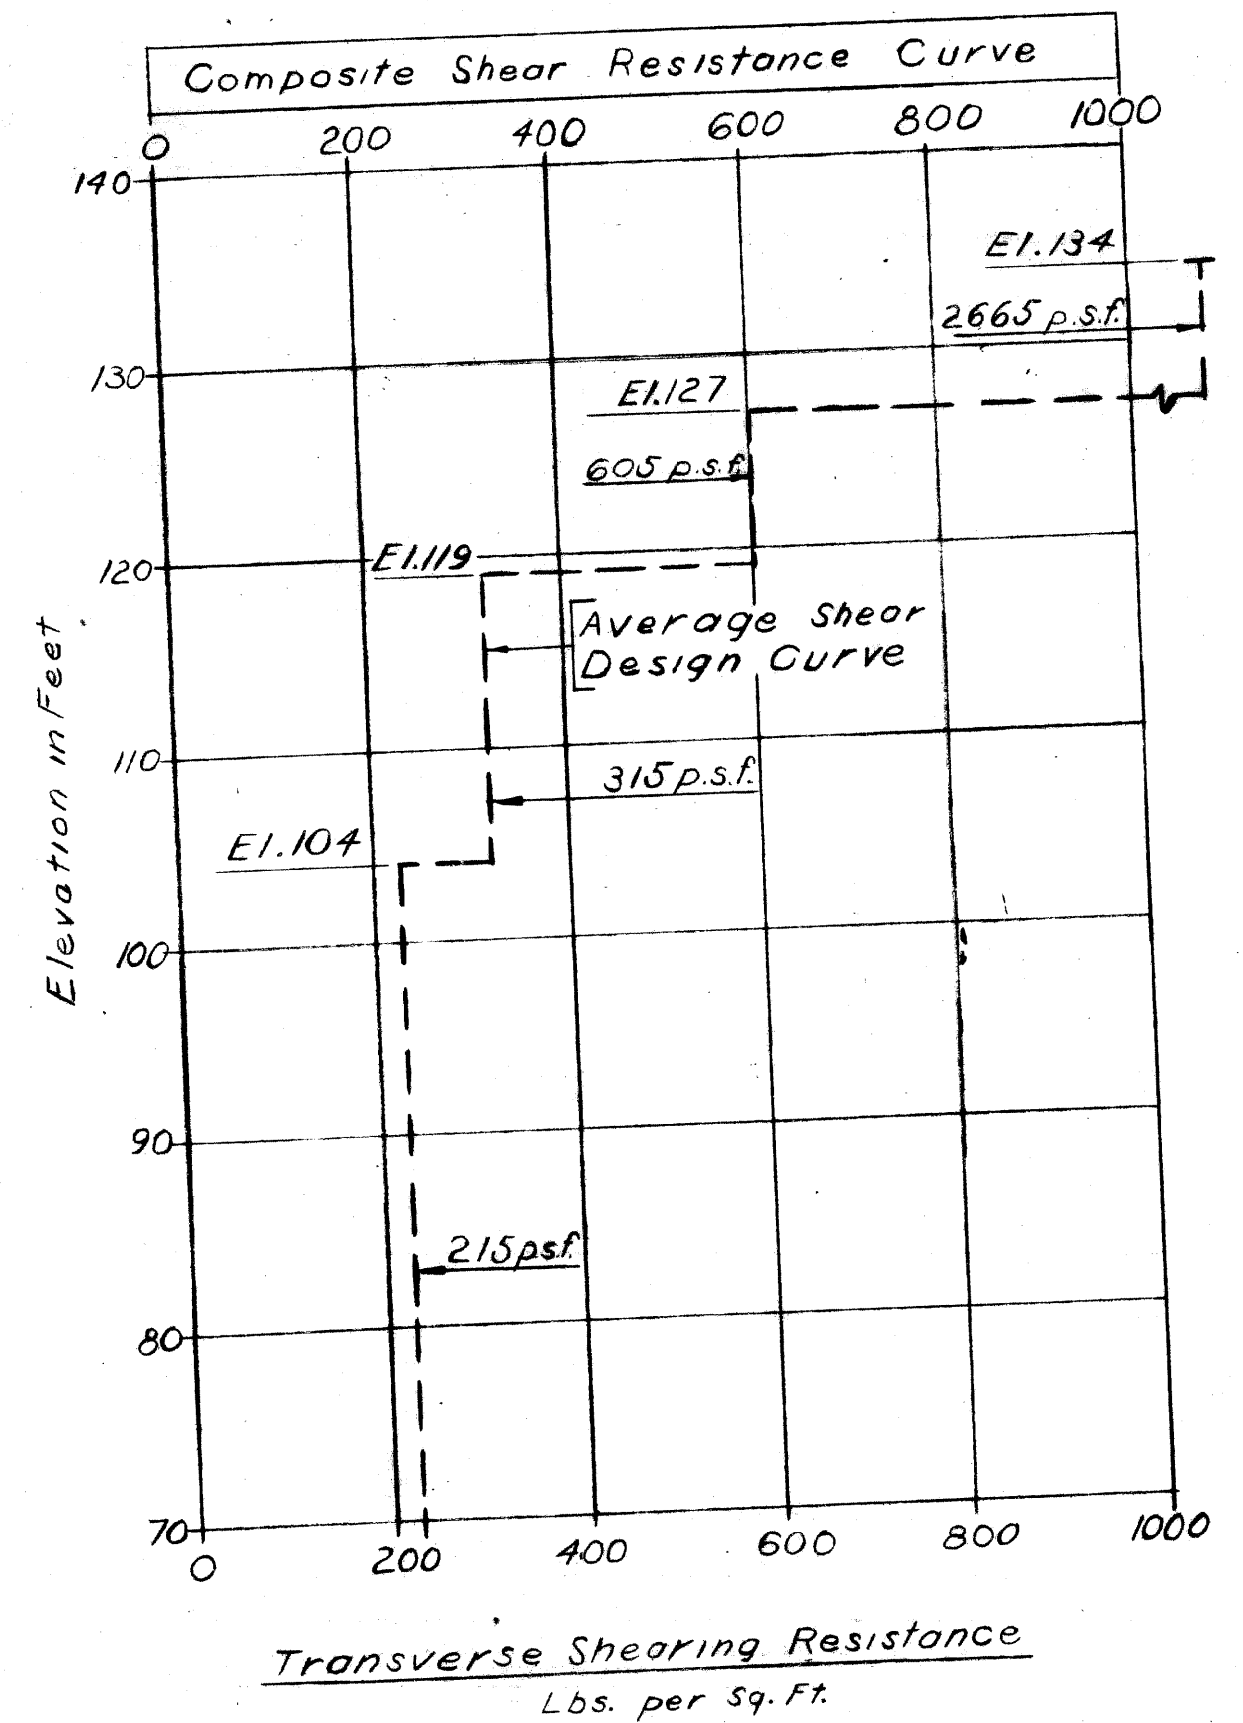 Composite Shear Resistance Curve
0 200 400 600 800 1000
140
El.134
2665 p.s.f.
130
El.127
605 p.s.f.
120
El.119
Average Shear
Design Curve
110
315 p.s.f.
El.104
100
90
215 p.s.f.
80
70
0 200 400 600 800 1000
Elevation in Feet
Transverse Shearing Resistance
Lbs. per Sq. Ft.